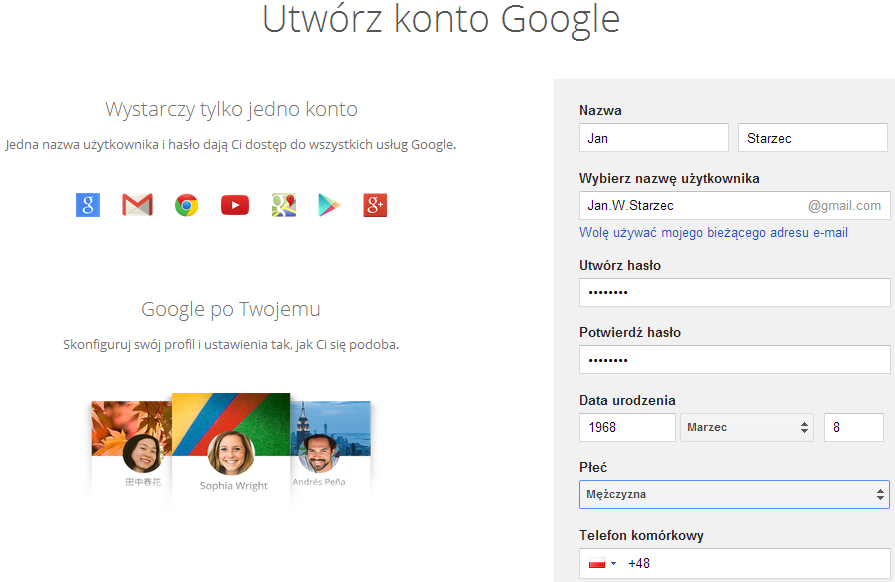 Utwórz konto Google
Wystarczy tylko jedno konto
Jedna nazwa użytkownika i hasło dają Ci dostęp do wszystkich usług Google.
Google po Twojemu
Skonfiguruj swój profil i ustawienia tak, jak Ci się podoba.
田中春花
Sophia Wright
Andrés Peña
Nazwa
Jan Starzec
Wybierz nazwę użytkownika
Jan.W.Starzec @gmail.com
Wolę używać mojego bieżącego adresu e-mail
Utwórz hasło
••••••••
Potwierdź hasło
••••••••
Data urodzenia
1968 Marzec 8
Płeć
Mężczyzna
Telefon komórkowy
+48